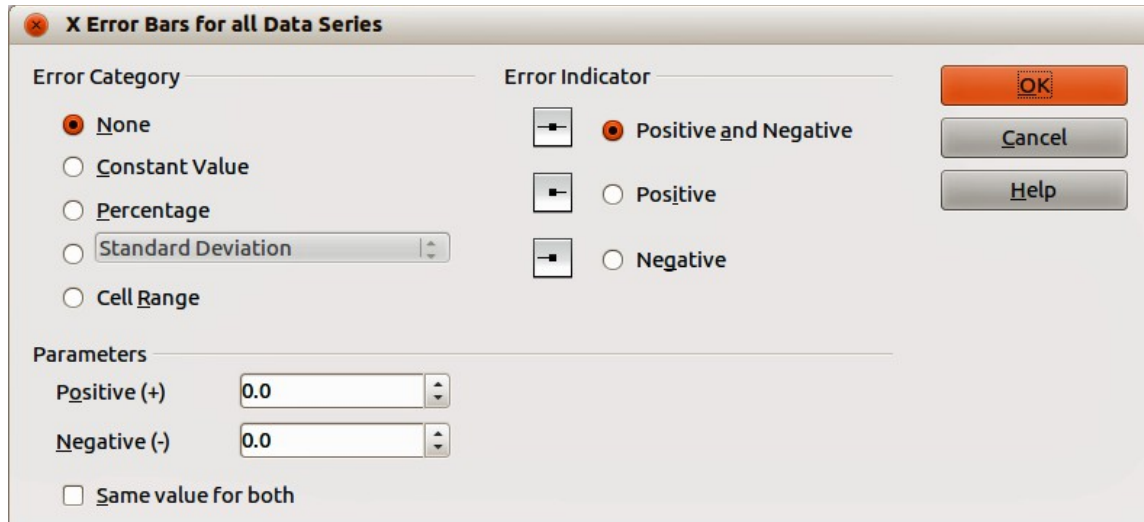 X Error Bars for all Data Series
Error Category
None
Constant Value
Percentage
Standard Deviation
Cell Range
Error Indicator
Positive and Negative
Positive
Negative
OK
Cancel
Help
Parameters
Positive (+) 0.0
Negative (-) 0.0
Same value for both